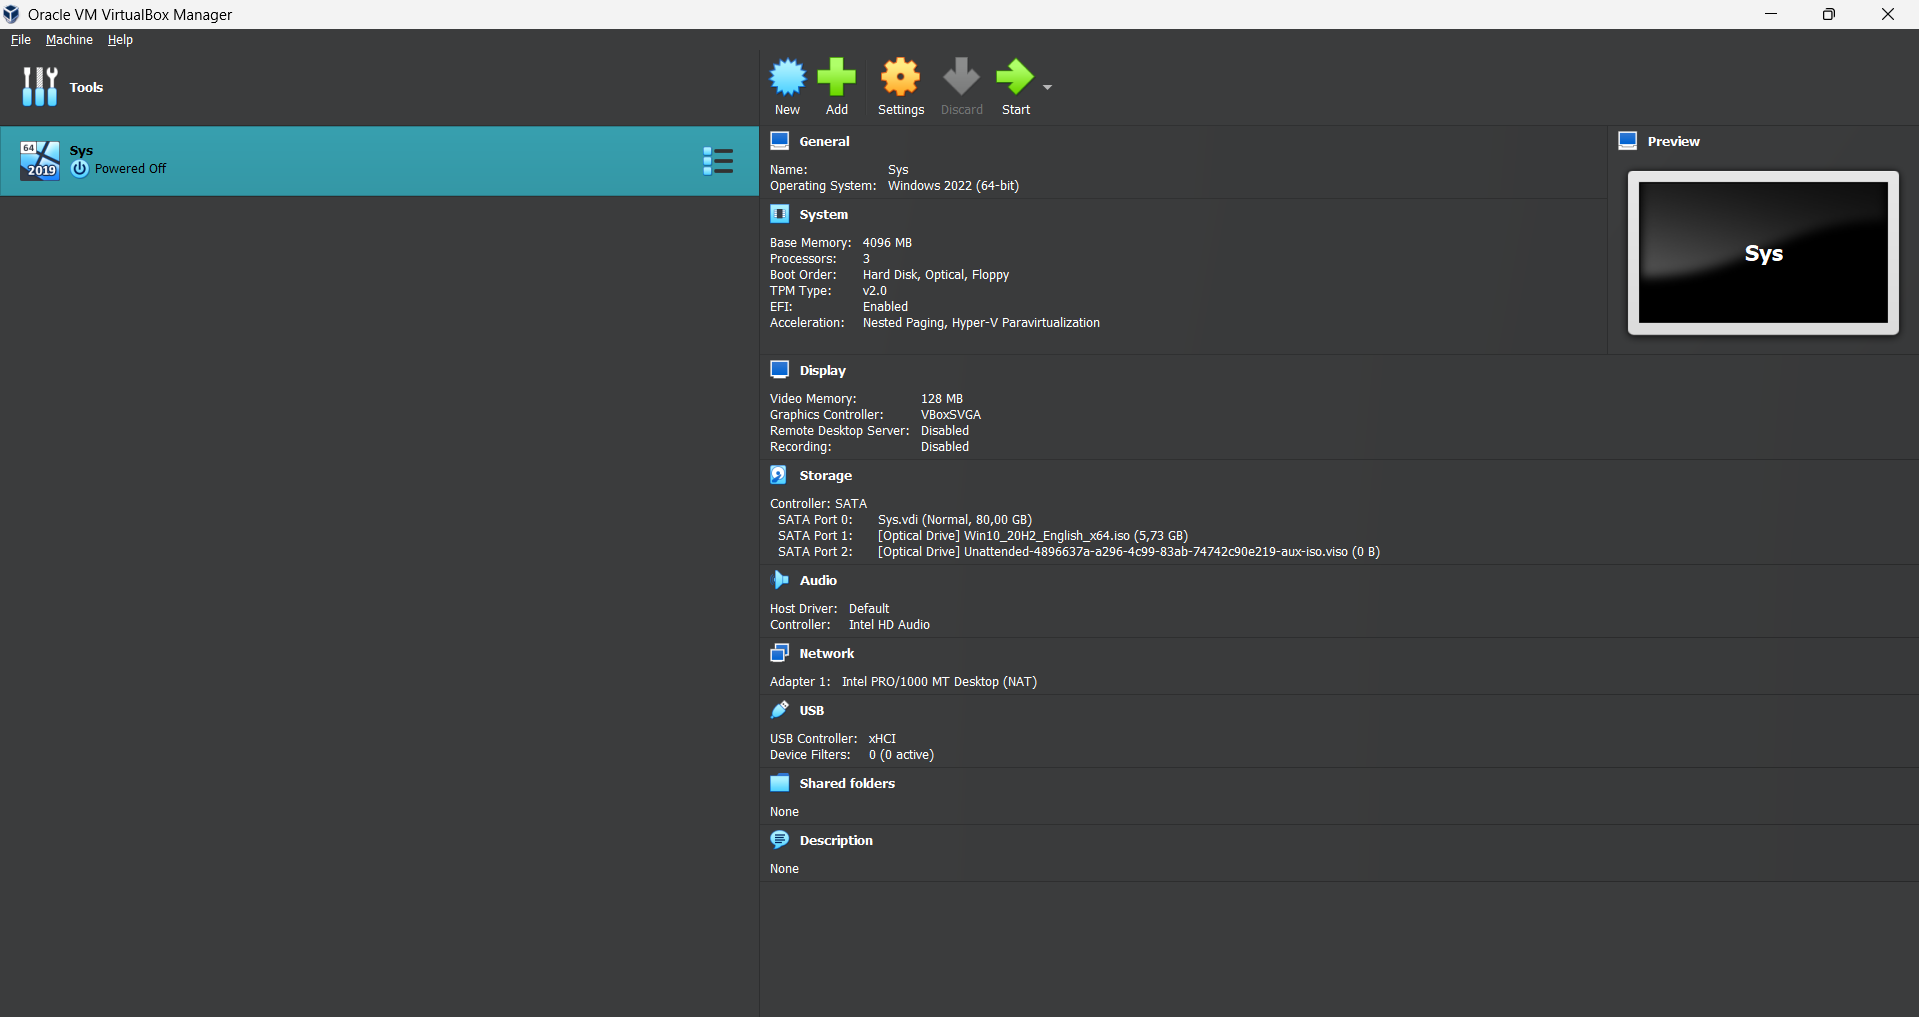 Oracle VM VirtualBox Manager
File Machine Help
Tools
New Add Settings Discard Start
64
2019
Sys
Powered Off
General
Name: Sys
Operating System: Windows 2022 (64-bit)
System
Base Memory: 4096 MB
Processors: 3
Boot Order: Hard Disk, Optical, Floppy
TPM Type: v2.0
EFI: Enabled
Acceleration: Nested Paging, Hyper-V Paravirtualization
Preview
Sys
Display
Video Memory: 128 MB
Graphics Controller: VBoxSVGA
Remote Desktop Server: Disabled
Recording: Disabled
Storage
Controller: SATA
SATA Port 0: Sys.vdi (Normal, 80,00 GB)
SATA Port 1: [Optical Drive] Win10_20H2_English_x64.iso (5,73 GB)
SATA Port 2: [Optical Drive] Unattended-4896637a-a296-4c99-83ab-74742c90e219-aux-iso.viso (0 B)
Audio
Host Driver: Default
Controller: Intel HD Audio
Network
Adapter 1: Intel PRO/1000 MT Desktop (NAT)
USB
USB Controller: xHCI
Device Filters: 0 (0 active)
Shared folders
None
Description
None